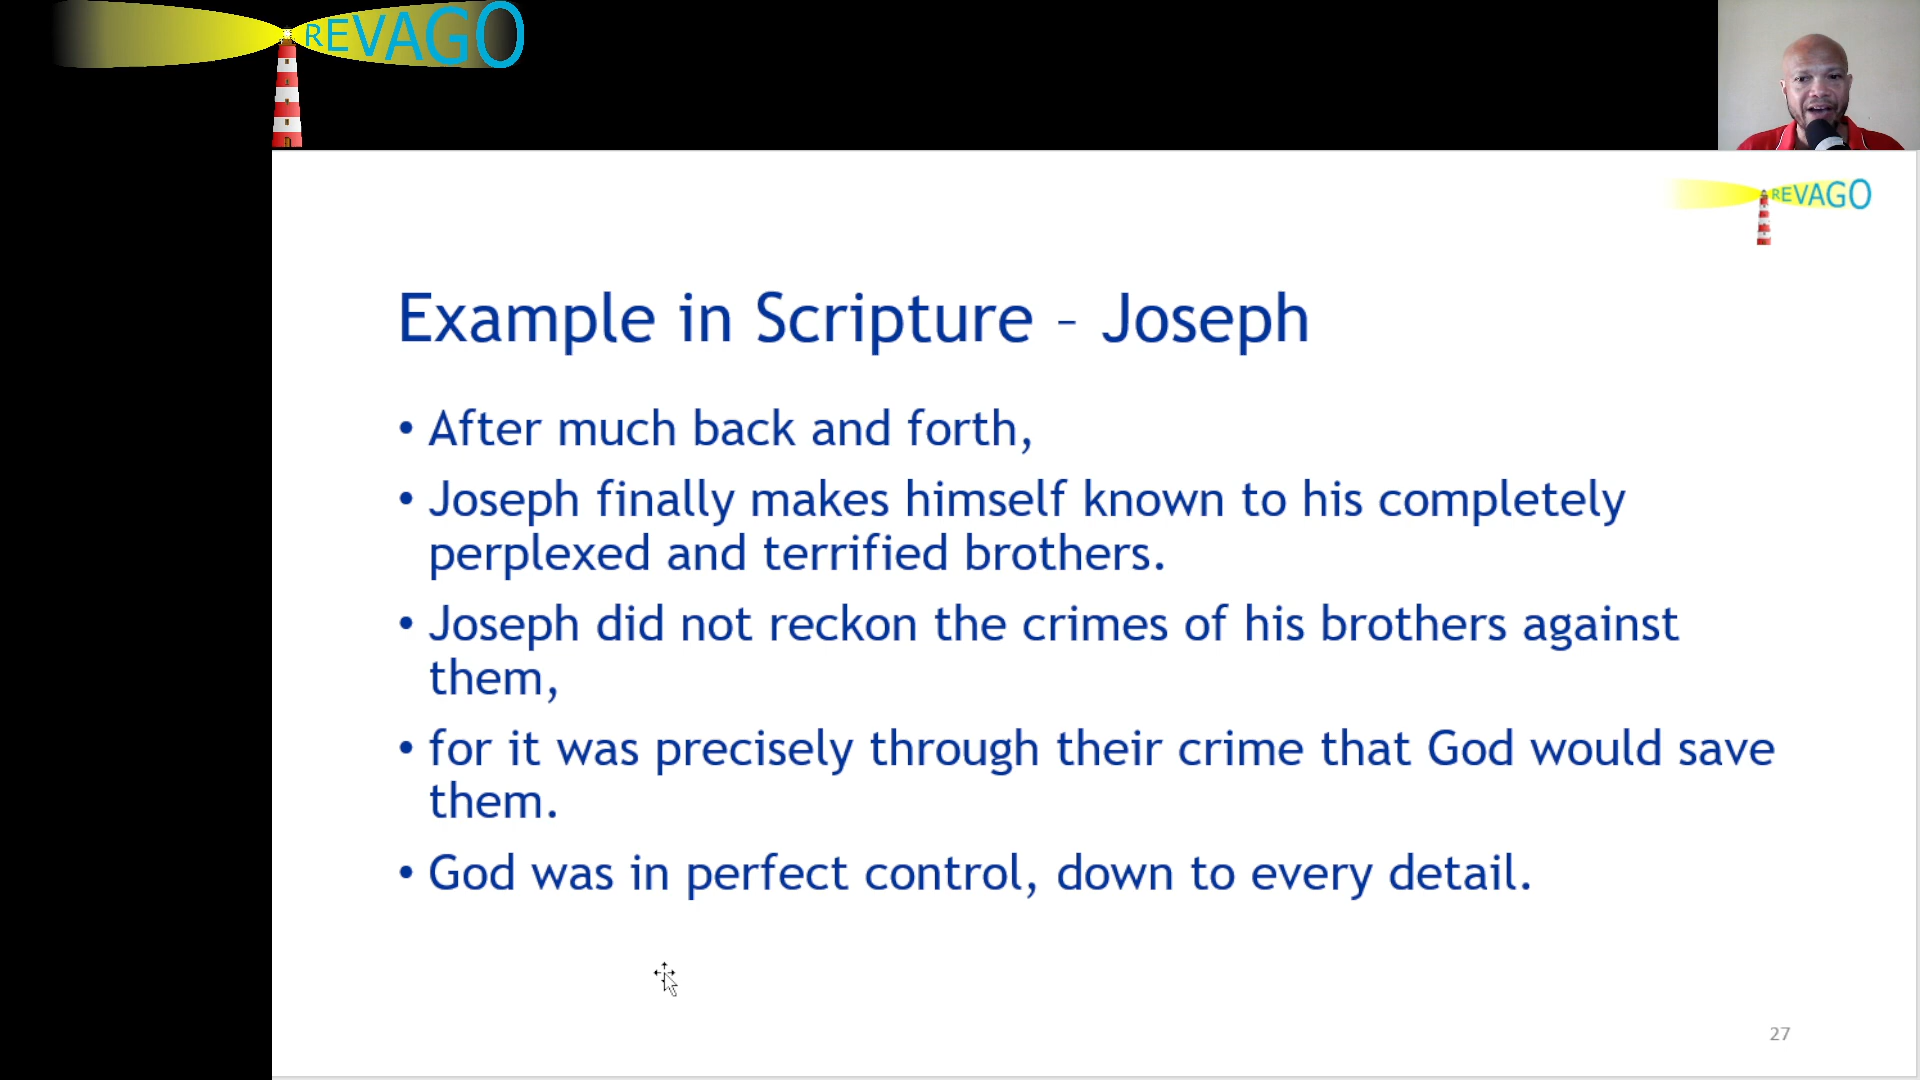 REVAGO
REVAGO
Example in Scripture – Joseph
• After much back and forth,
• Joseph finally makes himself known to his completely
perplexed and terrified brothers.
• Joseph did not reckon the crimes of his brothers against
them,
• for it was precisely through their crime that God would save
them.
• God was in perfect control, down to every detail.
27